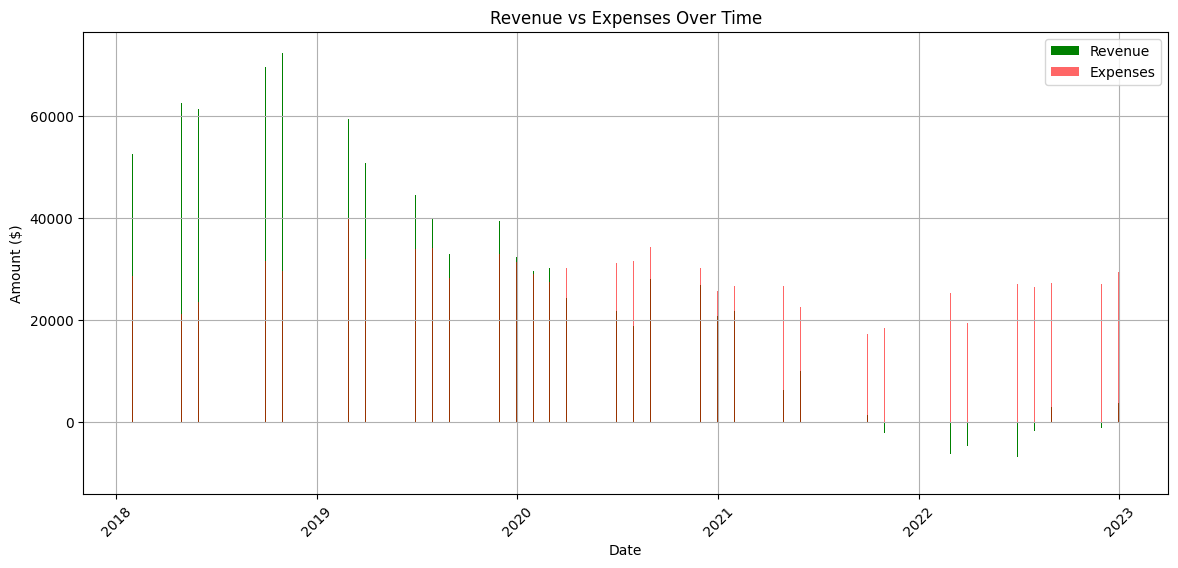 Revenue vs Expenses Over Time
Revenue
Expenses
Amount ($)
60000
40000
20000
0
2018
2019
2020
2021
2022
2023
Date